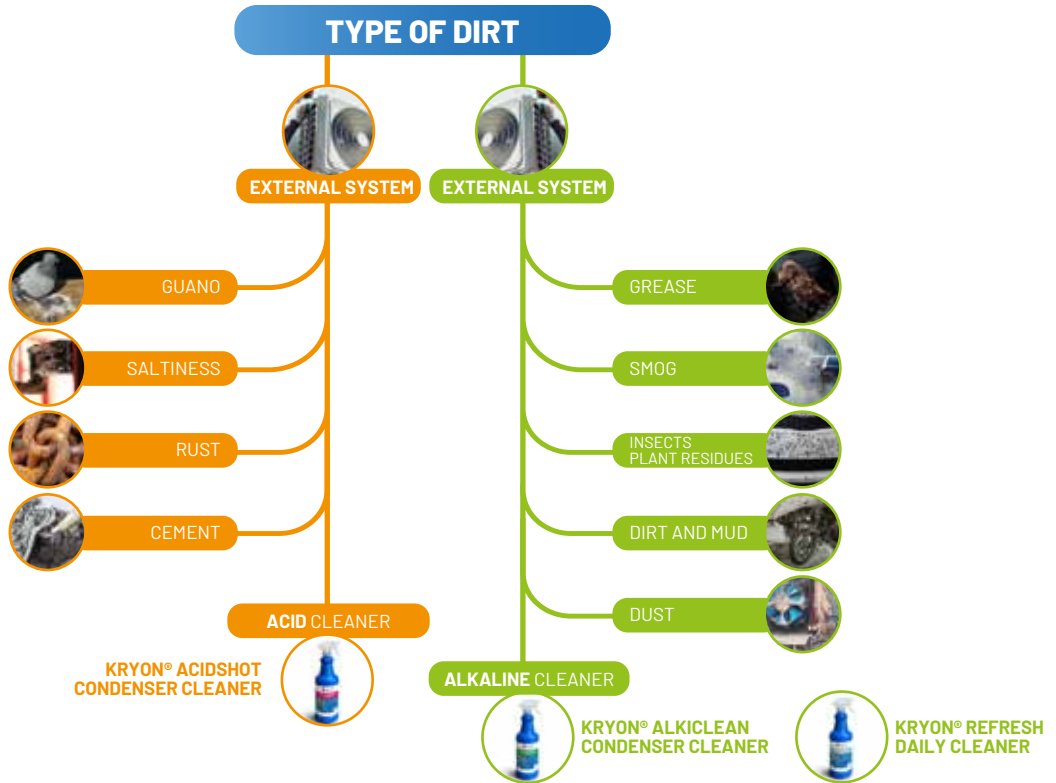 TYPE OF DIRT
EXTERNAL SYSTEM
EXTERNAL SYSTEM
GUANO
SALTINESS
RUST
CEMENT
GREASE
SMOG
INSECTS
PLANT RESIDUES
DIRT AND MUD
DUST
ACID CLEANER
KRYON® ACIDSHOT
CONDENSER CLEANER
ALKALINE CLEANER
KRYON® ALKICLEAN
CONDENSER CLEANER
KRYON® REFRESH
DAILY CLEANER